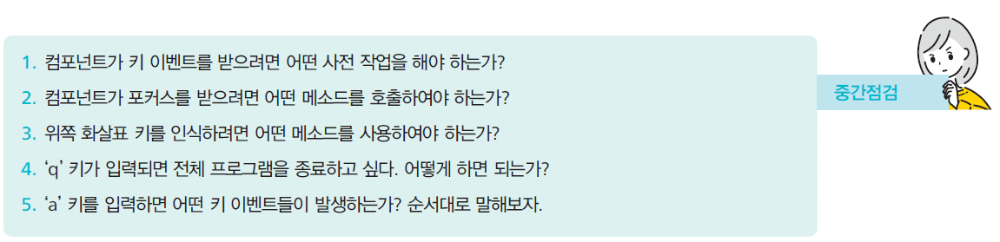 1. 컴포넌트가 키 이벤트를 받으려면 어떤 사전 작업을 해야 하는가?
2. 컴포넌트가 포커스를 받으려면 어떤 메소드를 호출하여야 하는가?
3. 위쪽 화살표 키를 인식하려면 어떤 메소드를 사용하여야 하는가?
4. ‘q’ 키가 입력되면 전체 프로그램을 종료하고 싶다. 어떻게 하면 되는가?
5. ‘a’ 키를 입력하면 어떤 키 이벤트들이 발생하는가? 순서대로 말해보자.
중간점검